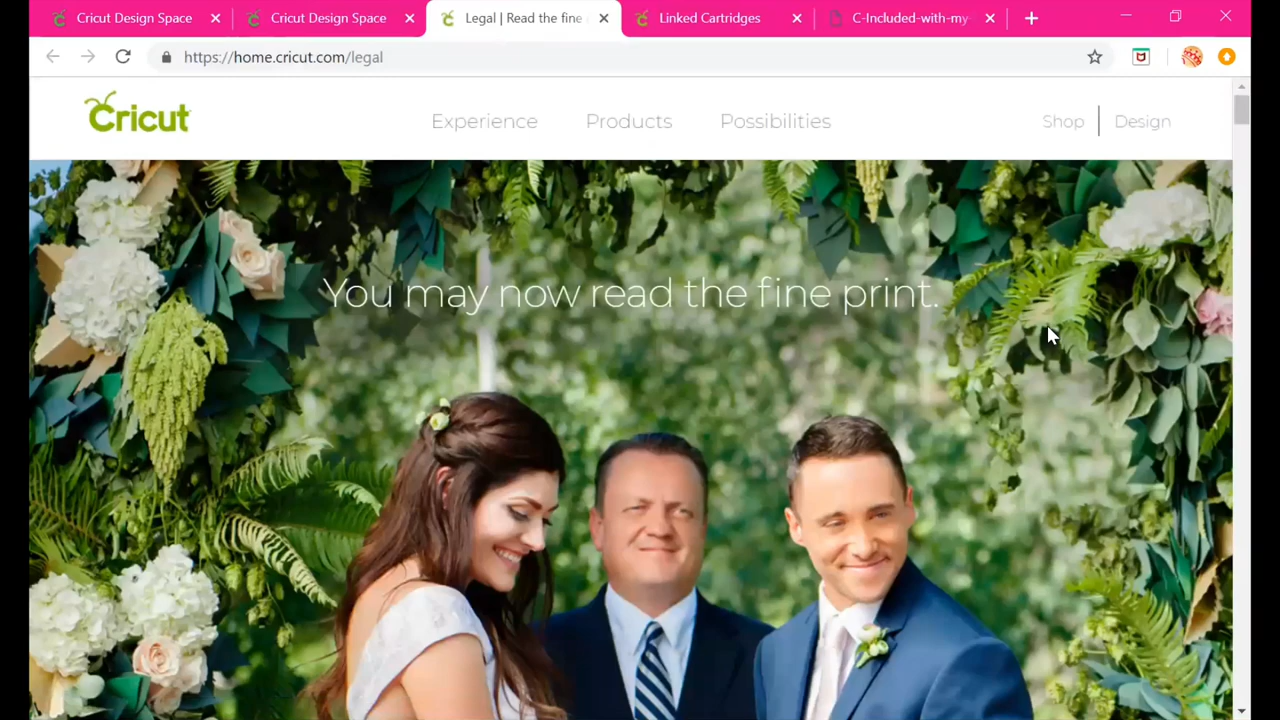 Cricut Design Space
Cricut Design Space
Legal | Read the fine
Linked Cartridges
C-Included-with-my-
https://home.cricut.com/legal
Cricut
Experience
Products
Possibilities
Shop
Design
You may now read the fine print.